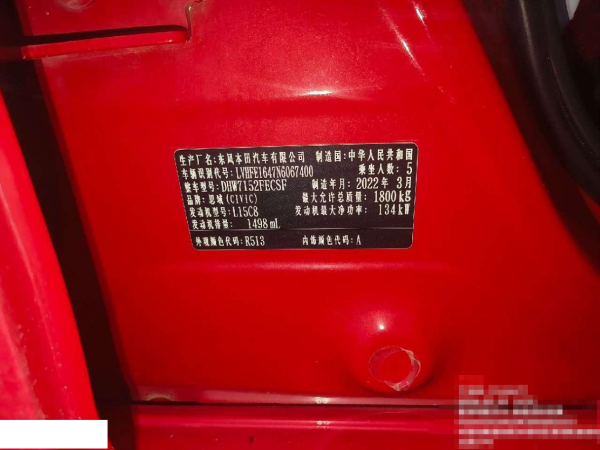 生产厂名:东风本田汽车有限公司 制造国:中华人民共和国
车辆识别代号:LVHFE1647N6067400 乘坐人数:5
整车型号:DHW7152FECSF 制造年月:2022年3月
品牌:思域(CIVIC) 最大允许总质量:1800kg
发动机型号:L15C8 发动机最大净功率:134kW
发动机排量:1498mL
外观颜色代码:R513 内饰颜色代码:A